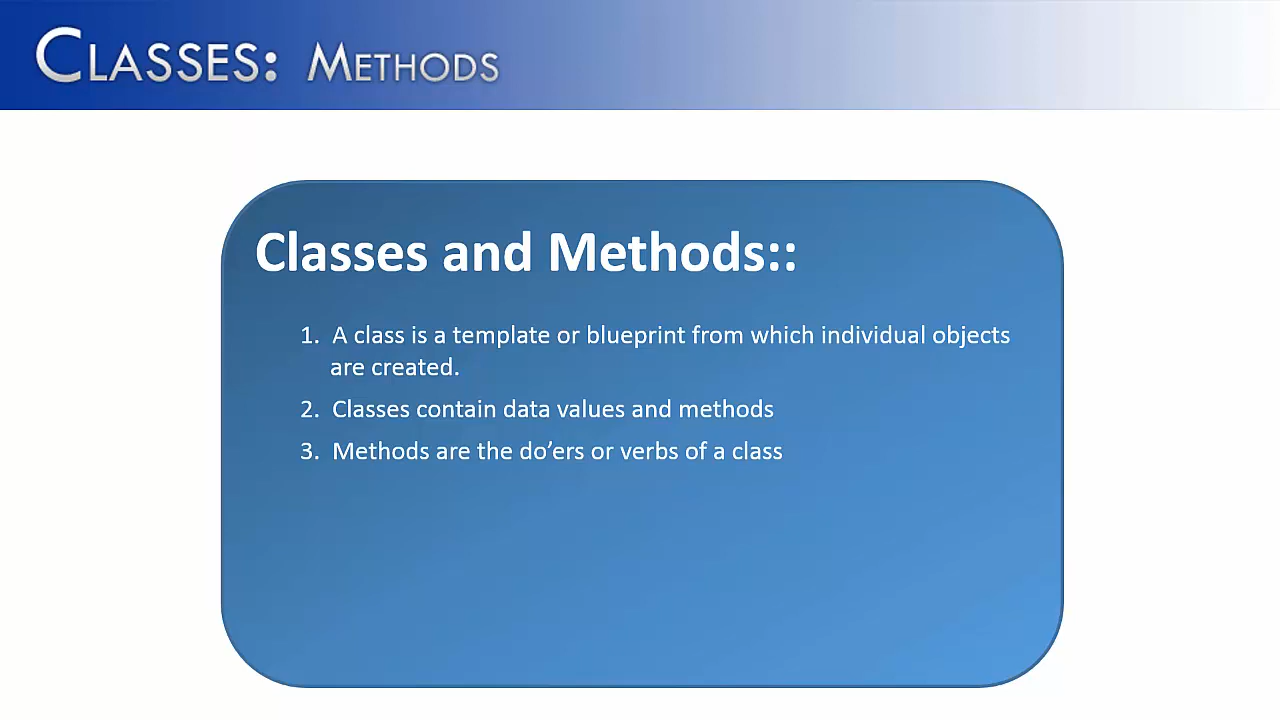 CLASSES: METHODS
Classes and Methods::
1. A class is a template or blueprint from which individual objects
are created.
2. Classes contain data values and methods
3. Methods are the do’ers or verbs of a class